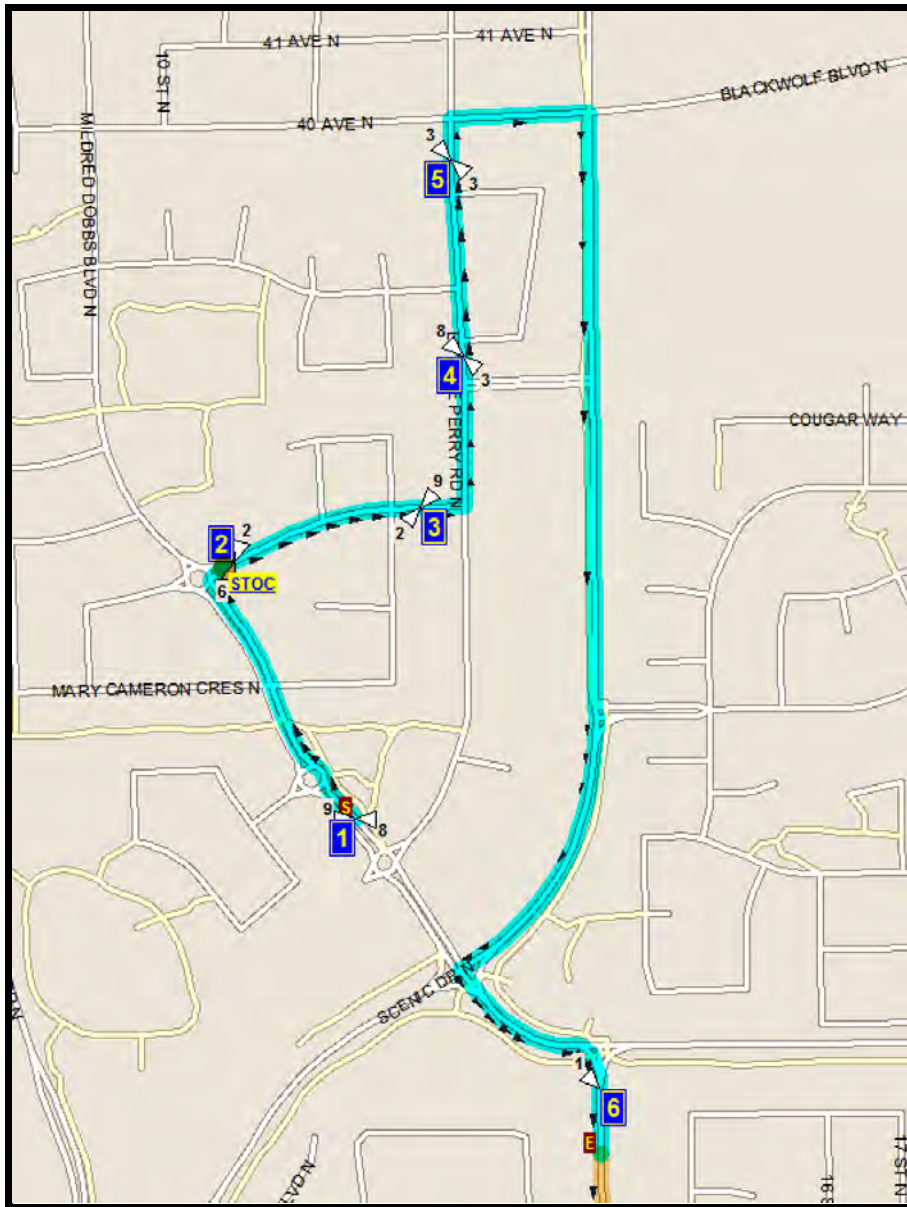 41 AVE N
41 AVE N
10 ST N
BLACKWOLF BLVD N
40 AVE N
MILDRED DOBBS BLVD N
3
5
3
8
4
3
PERRY RD N
COUGAR WAY
9
3
2
2
2
STOC
6
MARY CAMERON CRES N
S
9
8
1
SCENIC DR N
1
6
E
LVD N
17 ST N